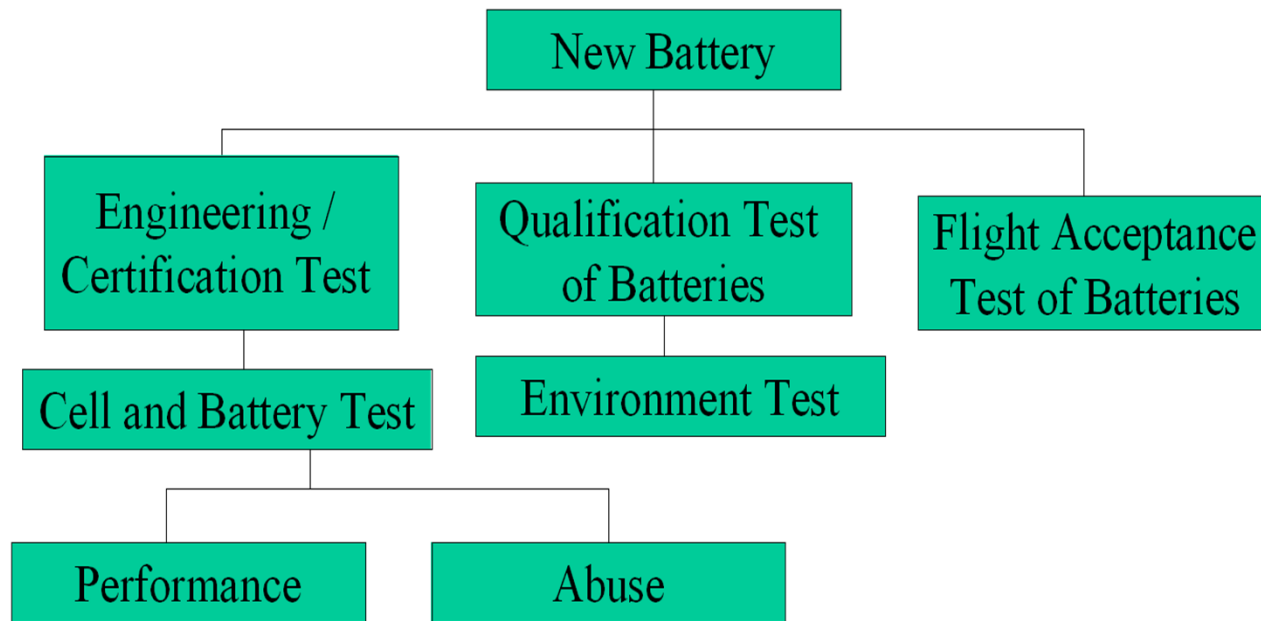 New Battery
Engineering /
Certification Test
Qualification Test
of Batteries
Flight Acceptance
Test of Batteries
Cell and Battery Test
Environment Test
Performance
Abuse